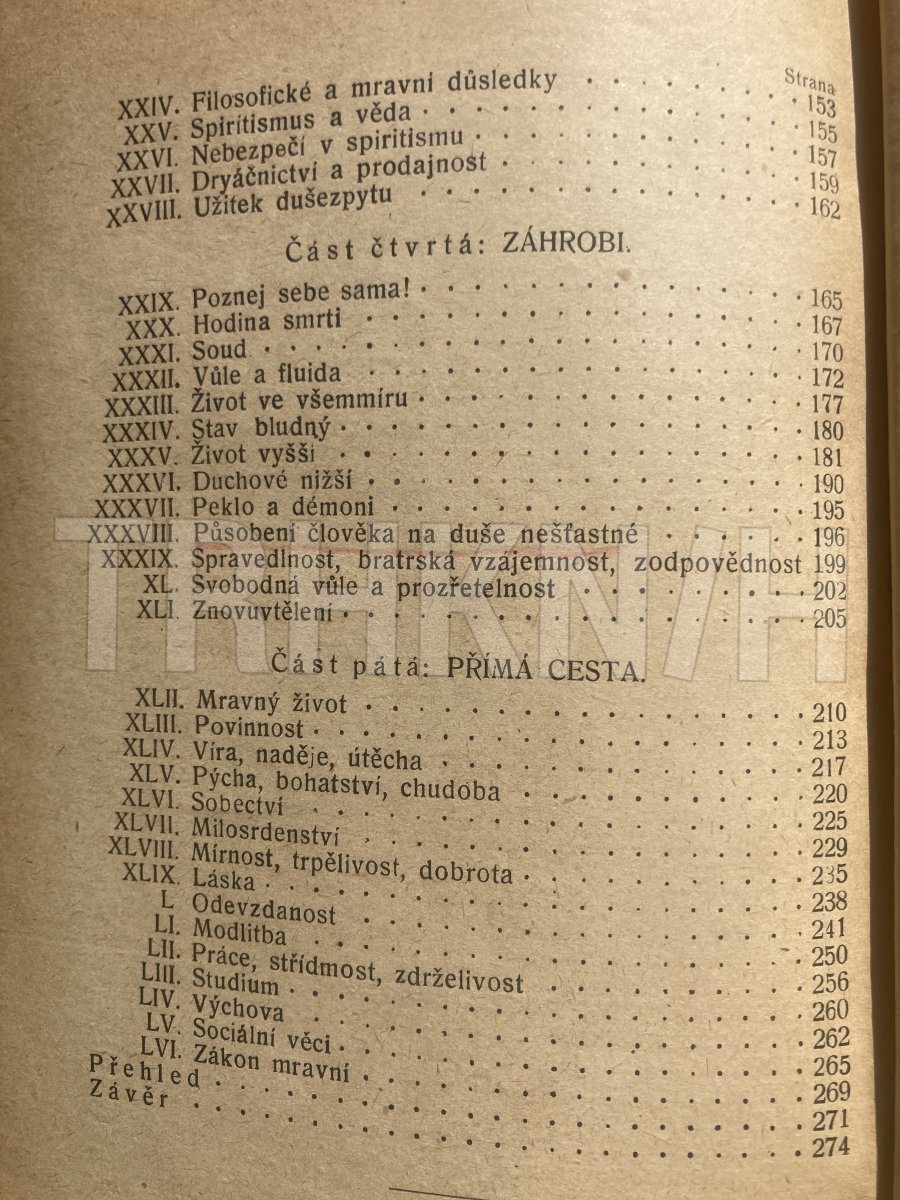 Strana
XXIV. Filosofické a mravní důsledky 153
XXV. Spiritismus a věda 155
XXVI. Nebezpečí v spiritismu 157
XXVII. Dryáčnictví a prodajnost 159
XXVIII. Užitek dušezpytu 162
Část čtvrtá: ZÁHROBI.
XXIX. Poznej sebe sama! 165
XXX. Hodina smrti 167
XXXI. Soud 170
XXXII. Vůle a fluida 172
XXXIII. Život ve všemmíru 177
XXXIV. Stav bludný 180
XXXV. Život vyšší 181
XXXVI. Duchové nižší 190
XXXVII. Peklo a démoni 195
XXXVIII. Působení člověka na duše nešťastné 196
XXXIX. Spravedlnost, bratrská vzájemnost, zodpovědnost 199
XL. Svobodná vůle a prozřetelnost 202
XLI. Znovuvtělení 205
Část pátá: PŘÍMÁ CESTA.
XLII. Mravný život 210
XLIII. Povinnost 213
XLIV. Víra, naděje, útěcha 217
XLV. Pýcha, bohatství, chudoba 220
XLVI. Sobectví 225
XLVII. Milosrdenství 229
XLVIII. Mírnost, trpělivost, dobrota 235
XLIX. Láska 238
L Odevzdanost 241
LI. Modlitba 250
LII. Práce, střídmost, zdrželivost 256
LIII. Studium 260
LIV. Výchova 262
LV. Sociální věci 265
LVI. Zákon mravní 269
Přehled 271
Závěr 274